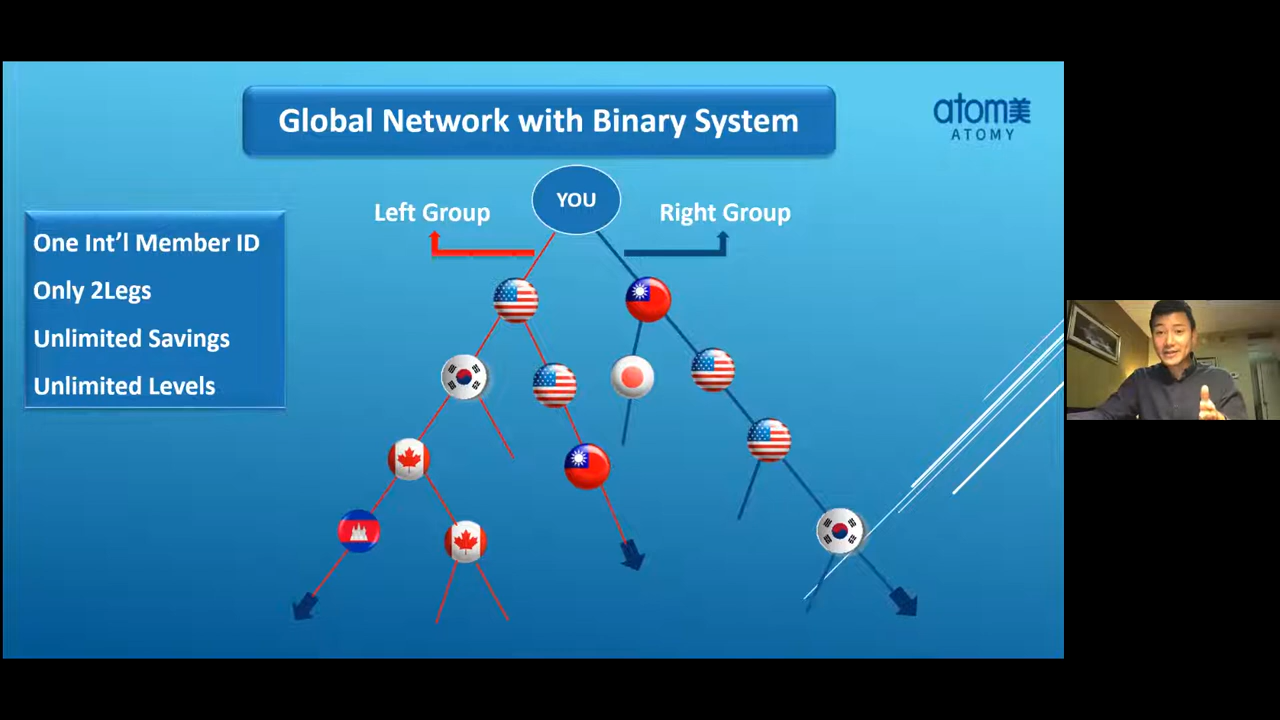 Global Network with Binary System
atom美
ATOMY
YOU
Left Group
Right Group
One Int'l Member ID
Only 2Legs
Unlimited Savings
Unlimited Levels